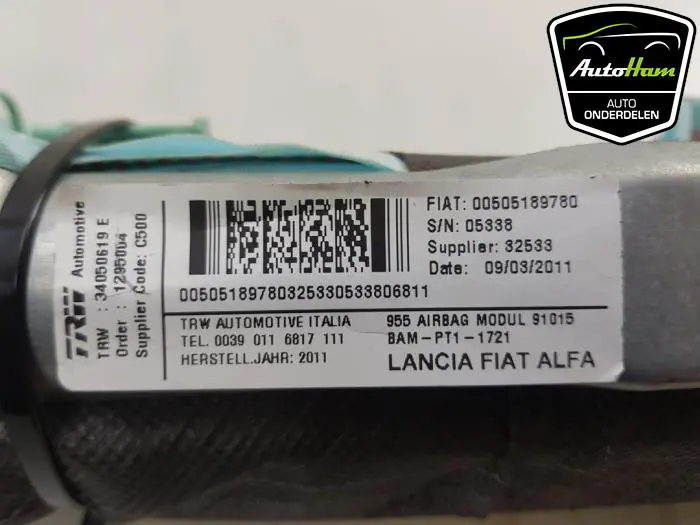 AutoHam
AUTO
ONDERDELEN
TRW Automotive
TRW : 34050619 E
Order : 1295004
Supplier Code: C500
FIAT: 00505189780
S/N: 05338
Supplier: 32533
Date: 09/03/2011
00505189780325330533806811
TRW AUTOMOTIVE ITALIA
TEL. 0039 011 6817 111
HERSTELL.JAHR: 2011
955 AIRBAG MODUL 91015
BAM-PT1-1721
LANCIA FIAT ALFA